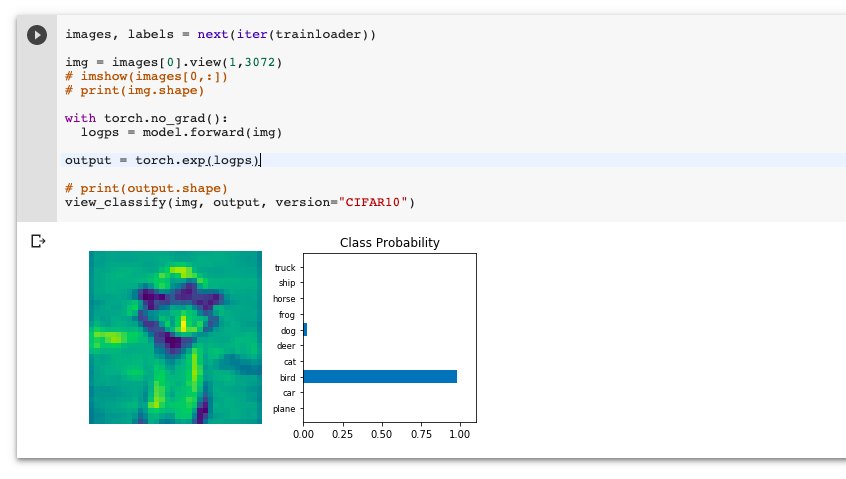 images, labels = next(iter(trainloader))
img = images[0].view(1,3072)
# imshow(images[0,:])
# print(img.shape)
with torch.no_grad():
  logps = model.forward(img)
output = torch.exp(logps)
# print(output.shape)
view_classify(img, output, version="CIFAR10")
Class Probability
truck
ship
horse
frog
dog
deer
cat
bird
car
plane
0.00 0.25 0.50 0.75 1.00